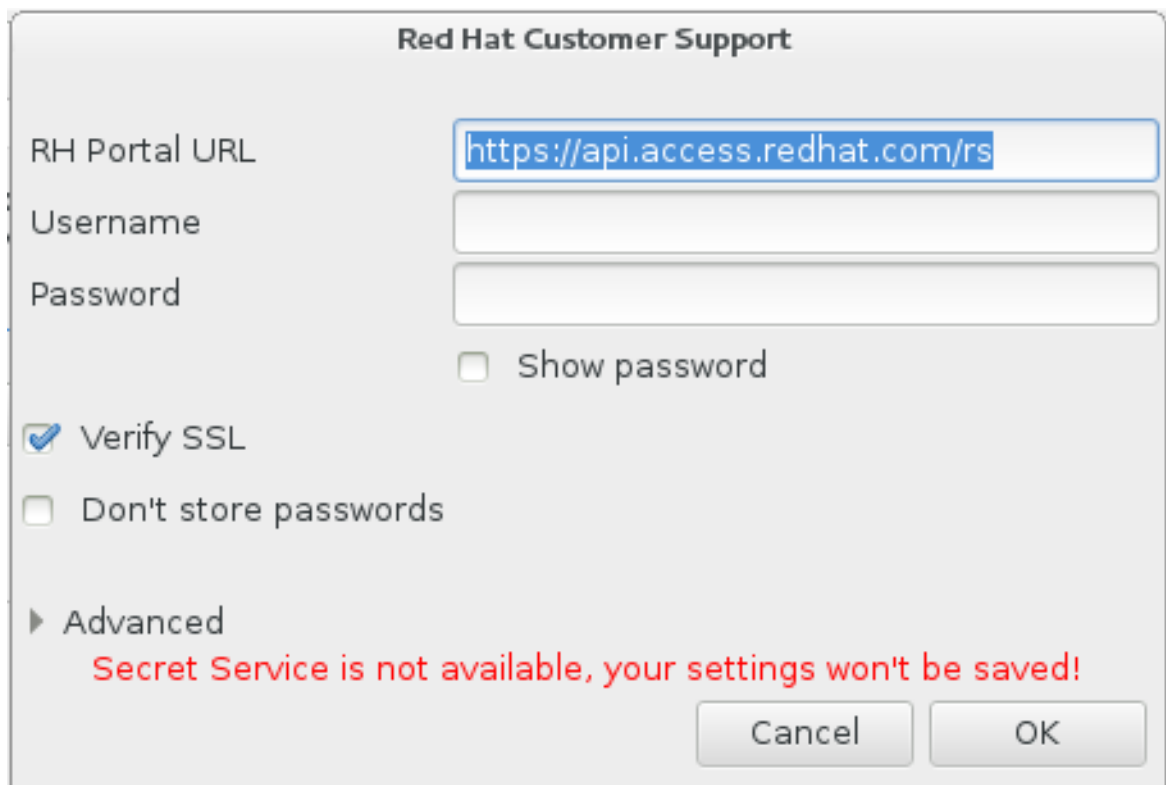 Red Hat Customer Support
RH Portal URL https://api.access.redhat.com/rs
Username
Password
Show password
Verify SSL
Don't store passwords
Advanced
Secret Service is not available, your settings won't be saved!
Cancel OK